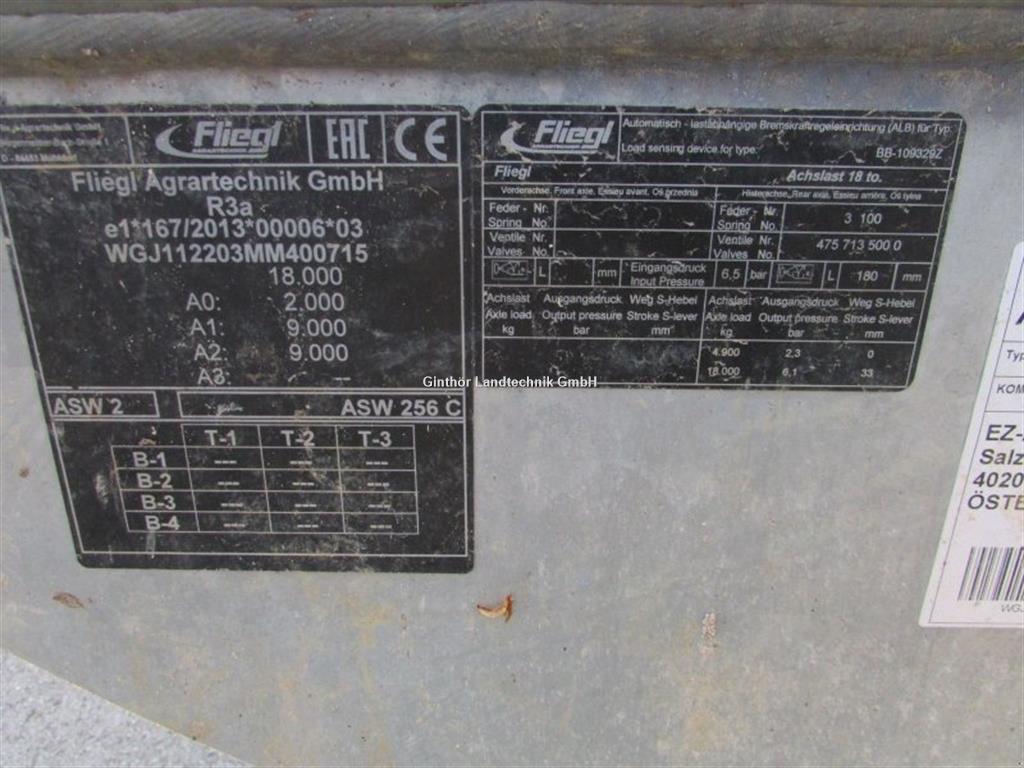 Fliegl
EAC CE
Fliegl Agrartechnik GmbH
R3a
e1*167/2013*00006*03
WGJ112203MM400715
18.000
A0: 2.000
A1: 9.000
A2: 9.000
A3: ---
ASW 2 ASW 256 C
T-1 T-2 T-3
B-1 --- --- ---
B-2 --- --- ---
B-3 --- --- ---
B-4 --- --- ---
Fliegl
Automatisch - lastabhängige Bremskraftregeleinrichtung (ALB) für Typ:
Load sensing device for type:
BB-109329Z
Fliegl Achslast 18 to.
Vorderachse, Front axle, Essieu avant, Oś przednia Hinterachse, Rear axle, Essieu arrière, Oś tylna
Feder - Nr. Feder - Nr.
Spring No. Spring No. 3 100
Ventile Nr. Ventile Nr.
Valves No. Valves No. 475 713 500 0
L mm Eingangsdruck 6,5 bar L 180 mm
Input Pressure
Achslast Ausgangsdruck Weg S-Hebel Achslast Ausgangsdruck Weg S-Hebel
Axle load Output pressure Stroke S-lever Axle load Output pressure Stroke S-lever
kg bar mm kg bar mm
4.900 2,3 0
18.000 6,1 33
Ginthör Landtechnik GmbH
Typ
KOM
EZ-
Salz
4020
ÖSTE
WGJ